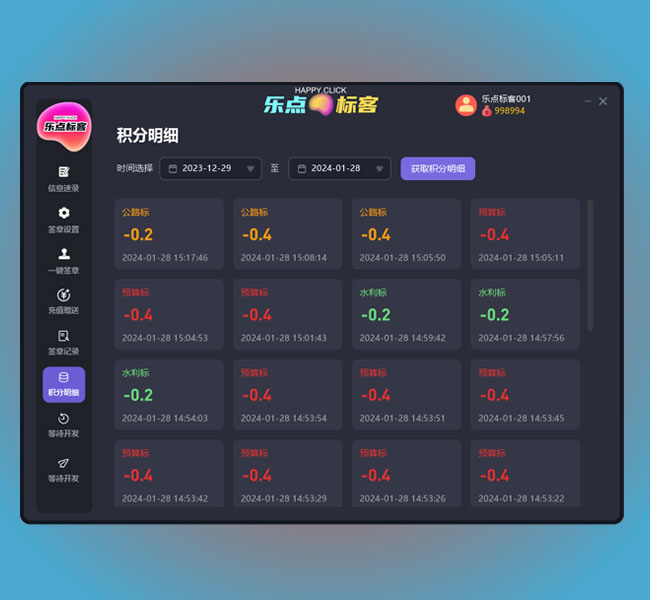 HAPPY CLICK
乐点 标客
乐点标客001
998994
HAPPY CLICK
乐点标客
信息速录
签章设置
一键签章
充值赠送
签章记录
积分明细
等待开发
等待开发
积分明细
时间选择 2023-12-29 至 2024-01-28 获取积分明细
公路标
-0.2
2024-01-28 15:17:46
公路标
-0.4
2024-01-28 15:08:14
公路标
-0.4
2024-01-28 15:05:50
预算标
-0.4
2024-01-28 15:05:11
预算标
-0.4
2024-01-28 15:04:53
预算标
-0.4
2024-01-28 15:01:43
水利标
-0.2
2024-01-28 14:59:42
水利标
-0.2
2024-01-28 14:57:56
水利标
-0.2
2024-01-28 14:54:03
预算标
-0.4
2024-01-28 14:53:54
预算标
-0.4
2024-01-28 14:53:51
预算标
-0.4
2024-01-28 14:53:45
预算标
-0.4
2024-01-28 14:53:42
预算标
-0.4
2024-01-28 14:53:29
预算标
-0.4
2024-01-28 14:53:26
预算标
-0.4
2024-01-28 14:53:22